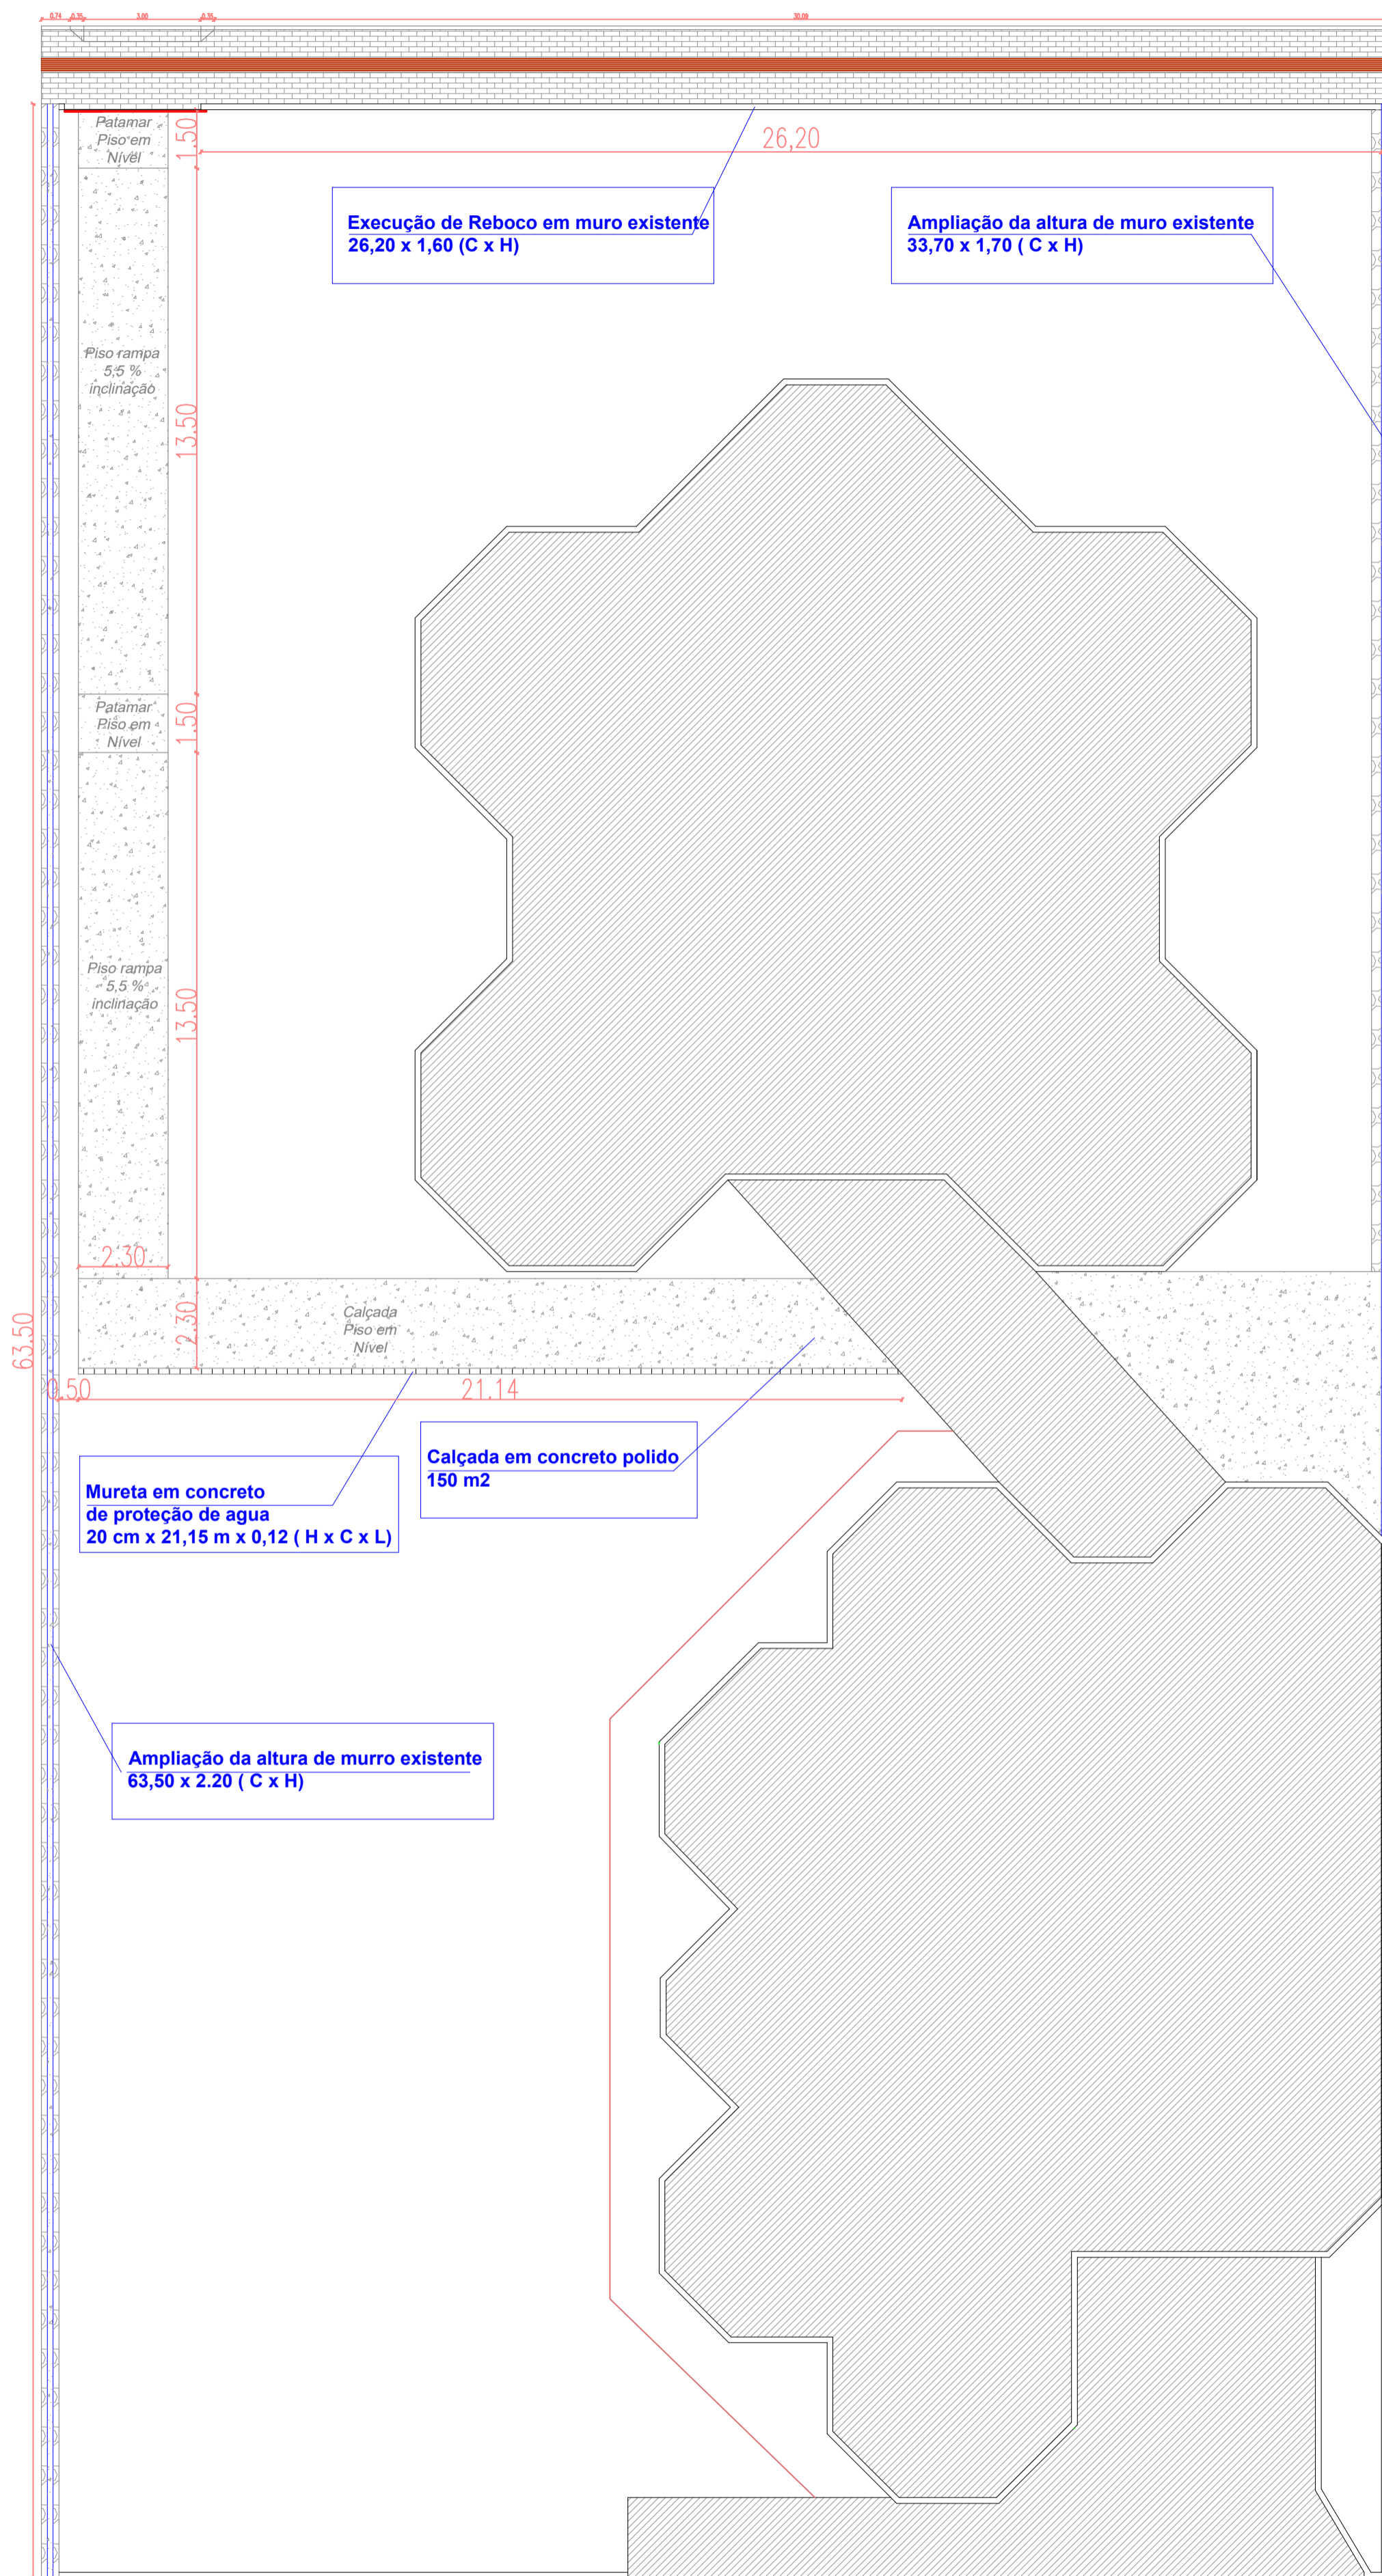 0.74 0.35 3.00 0.35 30.09
Patamar
Piso em
Nível
1.50
26,20
Execução de Reboco em muro existente
26,20 x 1,60 (C x H)
Ampliação da altura de muro existente
33,70 x 1,70 ( C x H)
Piso rampa
5,5 %
inclinação
13.50
Patamar
Piso em
Nível
1.50
Piso rampa
5,5 %
inclinação
13.50
2.30
Calçada
Piso em
Nível
2.30
63.50
0.50
21.14
Calçada em concreto polido
150 m2
Mureta em concreto
de proteção de agua
20 cm x 21,15 m x 0,12 ( H x C x L)
Ampliação da altura de murro existente
63,50 x 2.20 ( C x H)